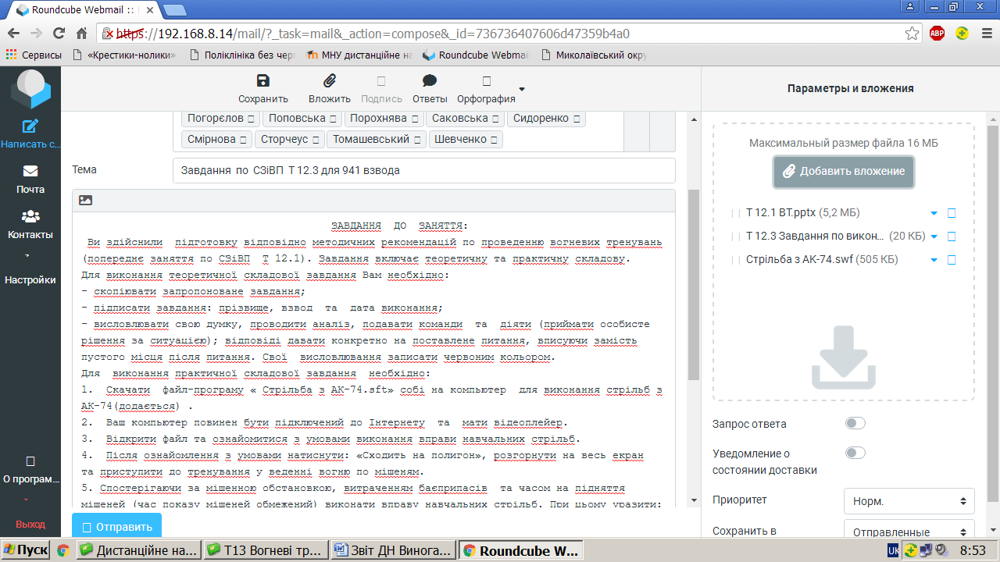 Roundcube Webmail ::
https://192.168.8.14/mail/?_task=mail&_action=compose&_id=736736407606d47359b4a0
ABP
Сервисы «Крестики-нолики» Поліклініка без чер МНУ дистанційне на Roundcube Webmail Миколаївський окру
Написать с...
Почта
Контакты
Настройки
О програм...
Выход
Сохранить Вложить Подпись Ответы Орфография
Погорєлов Поповська Порохнява Саковська Сидоренко
Смірнова Сторчеус Томашевський Шевченко
Тема Завдання по СЗіВП Т 12.3 для 941 взвода
ЗАВДАННЯ ДО ЗАНЯТТЯ:
Ви здійснили підготовку відповідно методичних рекомендацій по проведенню вогневих тренувань
(попереднє заняття по СЗіВП Т 12.1). Завдання включає теоретичну та практичну складову.
Для виконання теоретичної складової завдання Вам необхідно:
- скопіювати запропоноване завдання;
- підписати завдання: прізвище, взвод та дата виконання;
- висловлювати свою думку, проводити аналіз, подавати команди та діяти (приймати особисте
рішення за ситуацією); відповіді давати конкретно на поставлене питання, вписуючи замість
пустого місця після питання. Свої висловлювання записати червоним кольором.
Для виконання практичної складової завдання необхідно:
1. Скачати файл-програму « Стрільба з АК-74.sft» собі на компьютер для виконання стрільб з
АК-74(додається) .
2. Ваш компьютер повинен бути підключений до Інтернету та мати відеоплейер.
3. Відкрити файл та ознайомитися з умовами виконання вправи навчальних стрільб.
4. Після ознайомлення з умовами натиснути: «Сходить на полигон», розгорнути на весь екран
та приступити до тренування у веденні вогню по мішеням.
5. Спостерігаючи за мішенною обстановкою, витраченням баєприпасів та часом на підняття
мішеней (час показу мішеней обмежений) виконати вправу навчальних стрільб. При цьому уразити:
Отправить
Параметры и вложения
Максимальный размер файла 16 МБ
Добавить вложение
Т 12.1 ВТ.pptx (5,2 МБ)
Т 12.3 Завдання по викон... (20 КБ)
Стрільба з АК-74.swf (505 КБ)
Запрос ответа
Уведомление о
состоянии доставки
Приоритет Норм.
Сохранить в Отправленные
Пуск Дистанційне на... Т13 Вогневі тр... Звіт ДН Винога... Roundcube W... UK 8:53